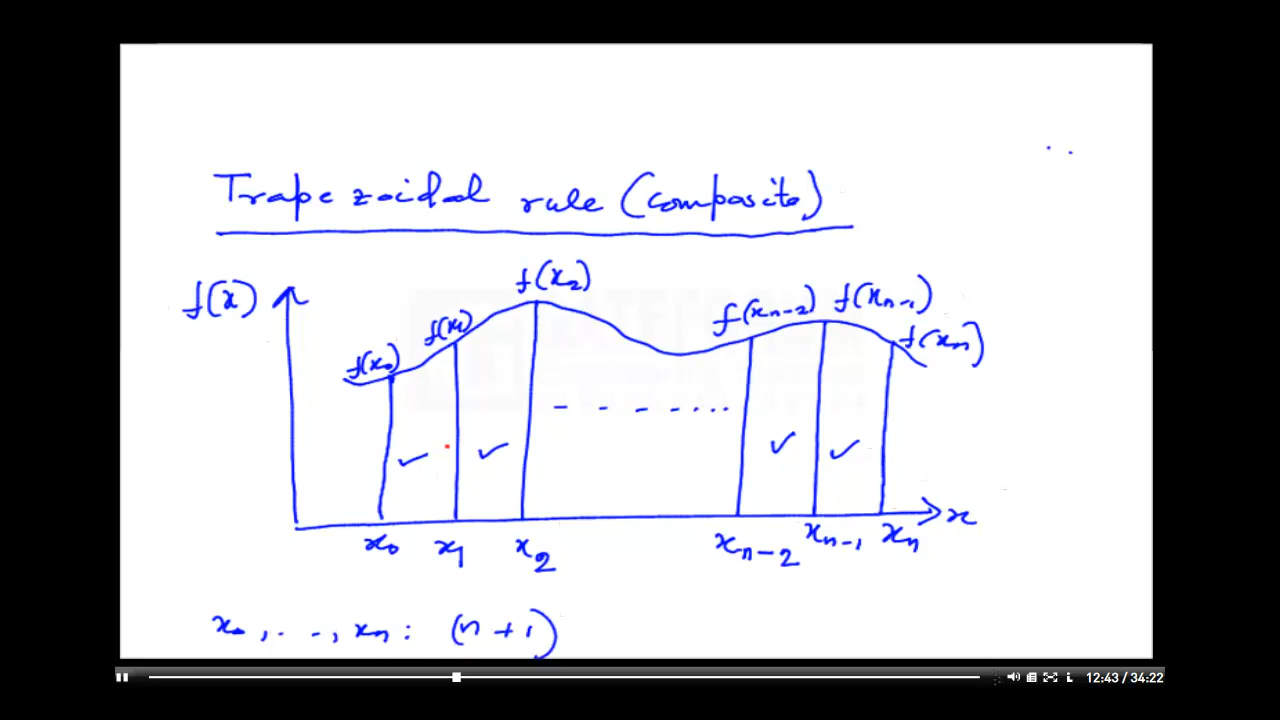 Trapezoidal rule (composite)
f(x)
f(x₀) f(x₁) f(x₂) f(xₙ₋₂) f(xₙ₋₁) f(xₙ)
x₀ x₁ x₂ xₙ₋₂ xₙ₋₁ xₙ x
x₀, ..., xₙ : (n + 1)
12:43 / 34:22